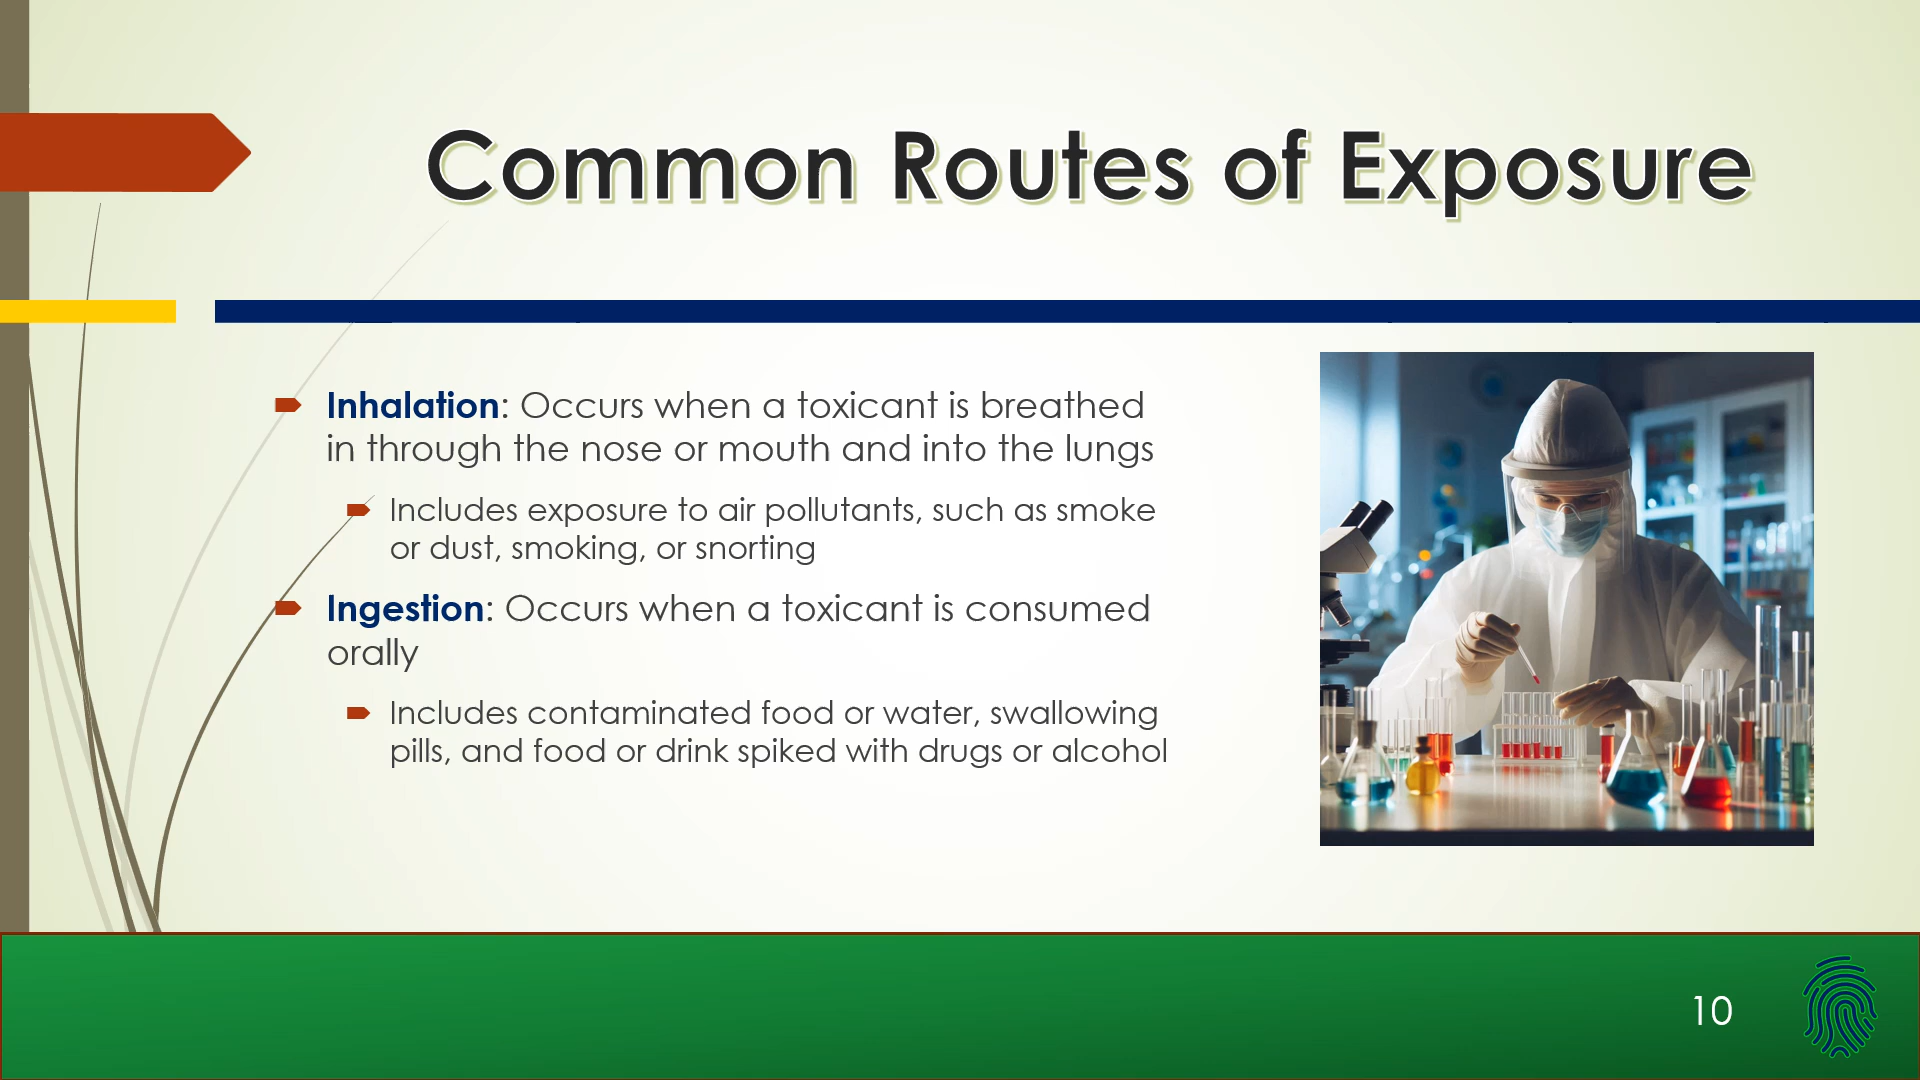 Common Routes of Exposure
Inhalation: Occurs when a toxicant is breathed
in through the nose or mouth and into the lungs
Includes exposure to air pollutants, such as smoke
or dust, smoking, or snorting
Ingestion: Occurs when a toxicant is consumed
orally
Includes contaminated food or water, swallowing
pills, and food or drink spiked with drugs or alcohol
10